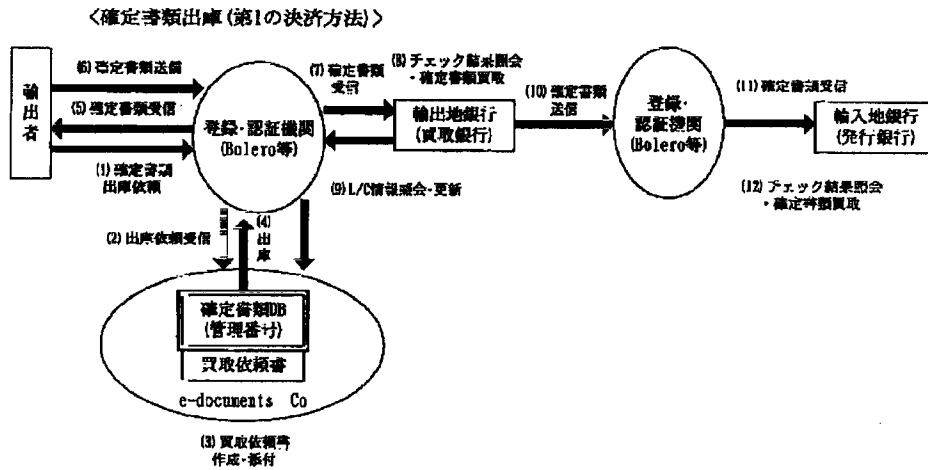 〈確定書類出庫(第1の決済方法)〉
輸出者
(6) 確定書類送信
(5) 確定書類受信
(1) 確定書類
出庫依頼
登録・認証機関
(Bolero等)
(7) 確定書類
受信
(8) チェック結果照会
・確定書類買取
輸出地銀行
(買取銀行)
(9) L/C情報照会・更新
(10) 確定書類
送信
登録・
認証機関
(Bolero等)
(11) 確定書類受信
輸入地銀行
(発行銀行)
(12) チェック結果照会
・確定書類買取
(2) 出庫依頼受信
(4)
出庫
確定書類DB
(管理番号)
買取依頼書
e-documents Co
(3) 買取依頼書
作成・添付